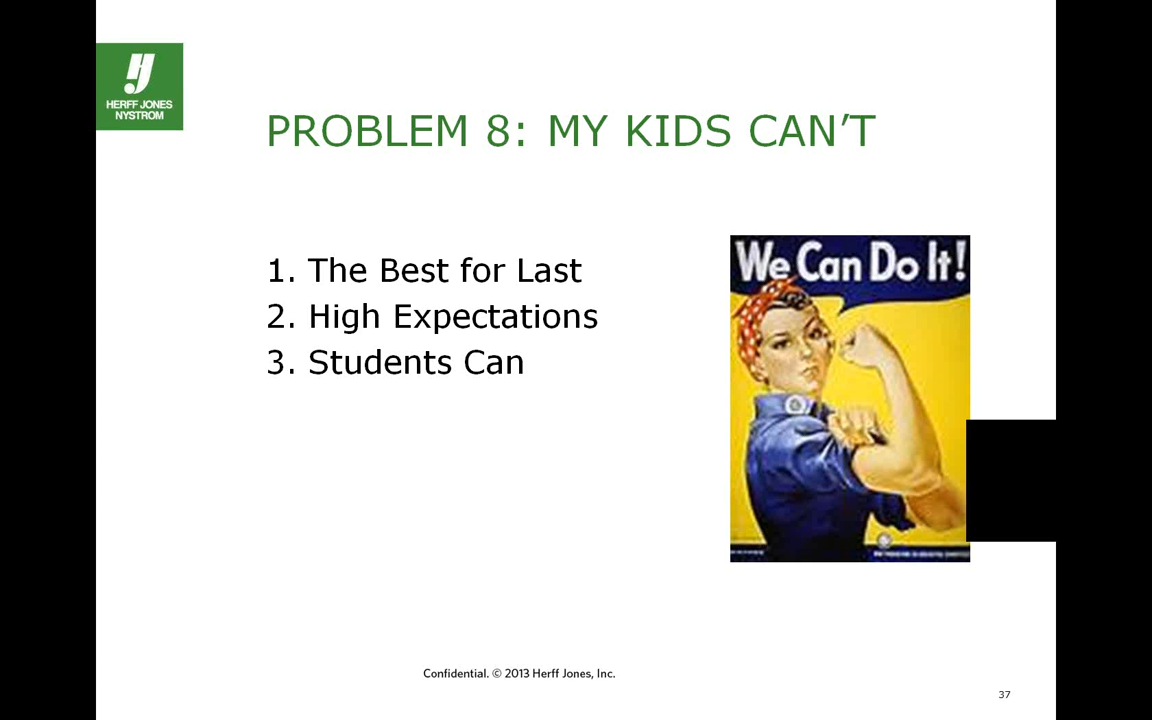 HERFF JONES
NYSTROM
PROBLEM 8: MY KIDS CAN’T
1. The Best for Last
2. High Expectations
3. Students Can
We Can Do It!
Confidential. © 2013 Herff Jones, Inc.
37